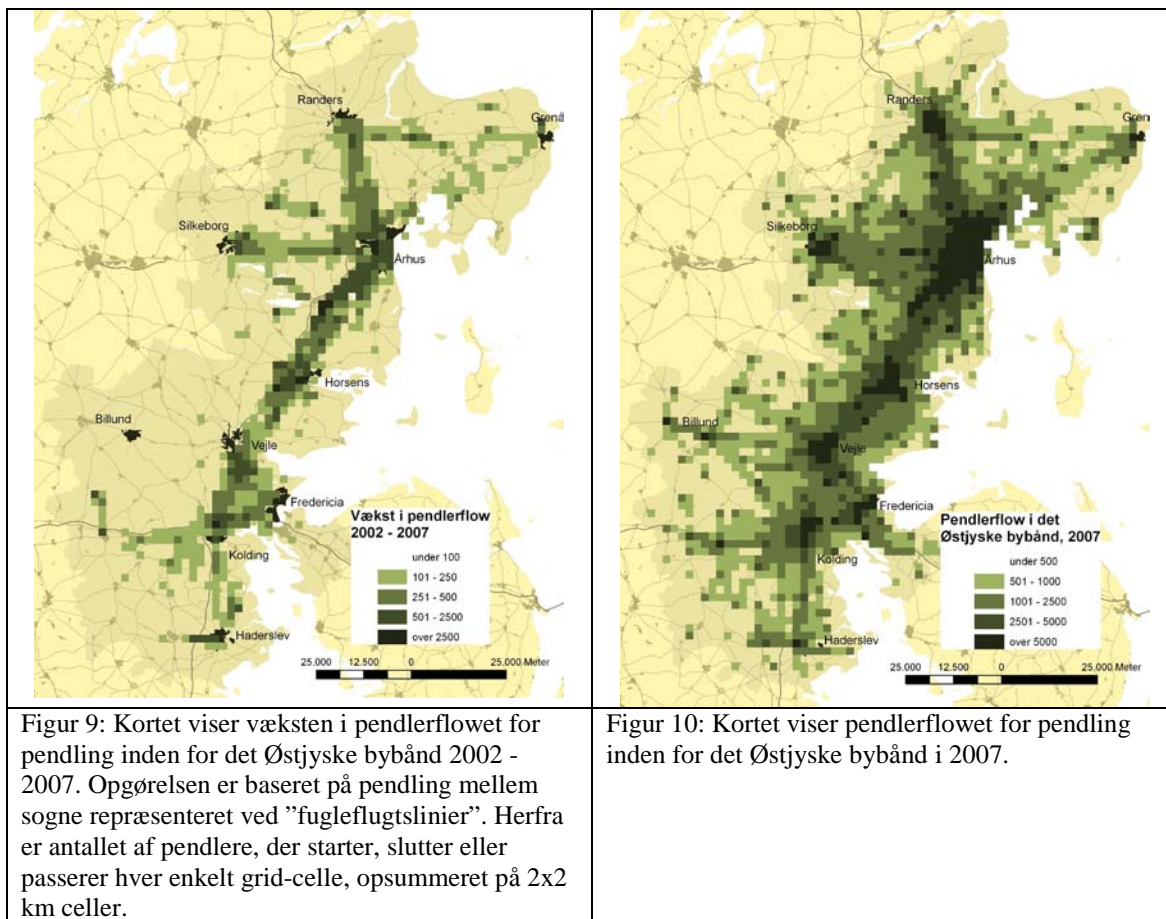 Randers
Grenå
Silkeborg
Århus
Horsens
Billund
Vejle
Fredericia
Vækst i pendlerflow
2002 - 2007
under 100
101 - 250
251 - 500
501 - 2500
over 2500
Kolding
Haderslev
25.000 12.500 0 25.000 Meter
Figur 9: Kortet viser væksten i pendlerflowet for
pendling inden for det Østjyske bybånd 2002 -
2007. Opgørelsen er baseret på pendling mellem
sogne repræsenteret ved ”fugleflugtslinier”. Herfra
er antallet af pendlere, der starter, slutter eller
passerer hver enkelt grid-celle, opsummeret på 2x2
km celler.
Randers
Gren
Silkeborg
Århus
Horsens
Billund
Vejle
Fredericia
Pendlerflow i det
Østjyske bybånd, 2007
under 500
501 - 1000
1001 - 2500
2501 - 5000
over 5000
Kolding
Haderslev
25.000 12.500 0 25.000 Meter
Figur 10: Kortet viser pendlerflowet for pendling
inden for det Østjyske bybånd i 2007.